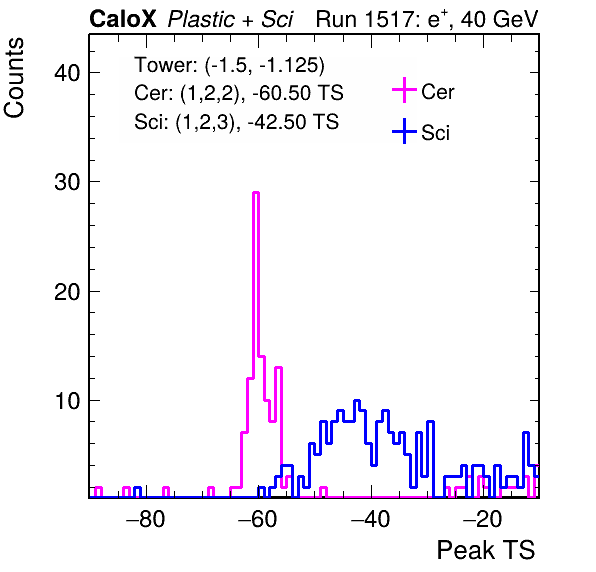 CaloX Plastic + Sci Run 1517: e+, 40 GeV
Counts
Tower: (-1.5, -1.125)
Cer: (1,2,2), -60.50 TS
Sci: (1,2,3), -42.50 TS
Cer
Sci
40
30
20
10
−80 −60 −40 −20
Peak TS